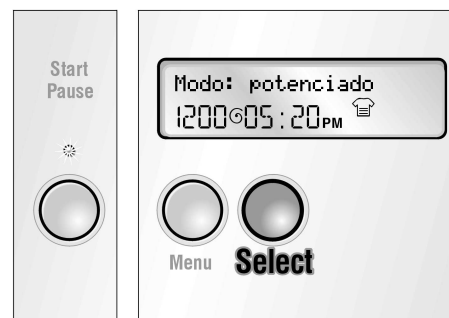 Start
Pause
Modo: potenciado
1200 05:20PM
Menu
Select